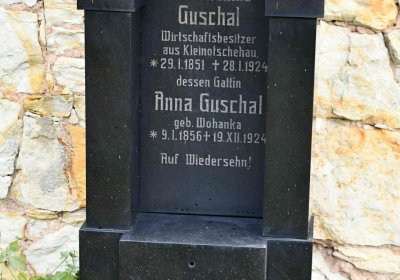 Guschal
Wirtschaftsbesitzer
aus Kleinotschehau
* 29.I.1851 ✝ 28.I.1924
dessen Gattin
Anna Guschal
geb. Wohanka
* 9.I.1856 ✝ 19.XII.1924
Auf Wiedersehn!